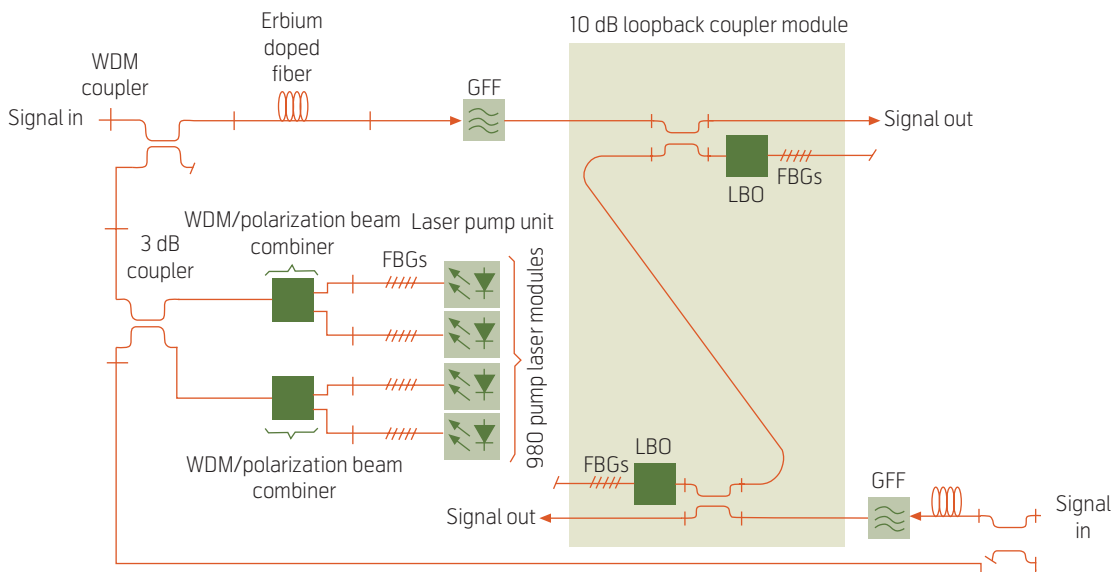 10 dB loopback coupler module
Erbium
doped
fiber
WDM
coupler
GFF
Signal in
Signal out
LBO
FBGs
WDM/polarization beam
combiner
Laser pump unit
3 dB
coupler
FBGs
980 pump laser modules
WDM/polarization beam
combiner
LBO
FBGs
GFF
Signal out
Signal
in